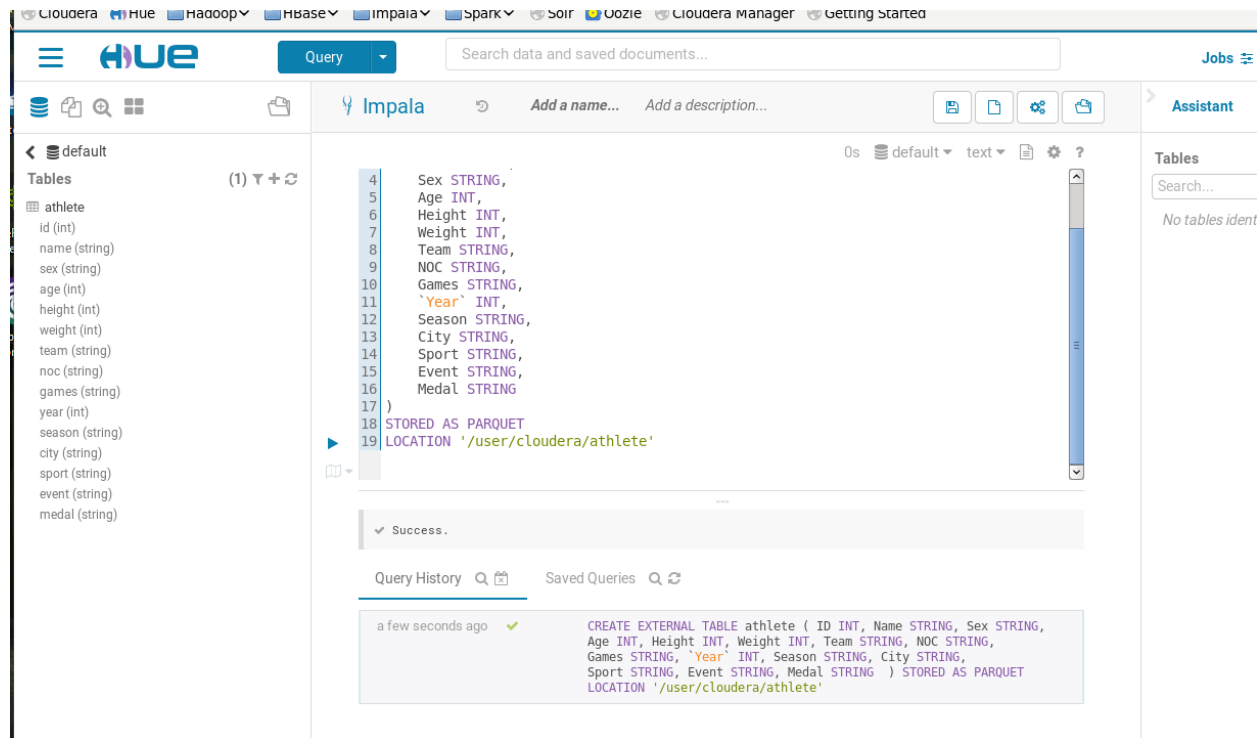 Cloudera Hue Hadoop HBase Impala Spark Solr Oozie Cloudera Manager Getting Started
HUE Query Search data and saved documents... Jobs
Impala Add a name... Add a description... Assistant
default
Tables (1)
athlete
id (int)
name (string)
sex (string)
age (int)
height (int)
weight (int)
team (string)
noc (string)
games (string)
year (int)
season (string)
city (string)
sport (string)
event (string)
medal (string)
0s default text ?
4 Sex STRING,
5 Age INT,
6 Height INT,
7 Weight INT,
8 Team STRING,
9 NOC STRING,
10 Games STRING,
11 `Year` INT,
12 Season STRING,
13 City STRING,
14 Sport STRING,
15 Event STRING,
16 Medal STRING
17 )
18 STORED AS PARQUET
19 LOCATION '/user/cloudera/athlete'
Success.
Query History Saved Queries
a few seconds ago
CREATE EXTERNAL TABLE athlete ( ID INT, Name STRING, Sex STRING,
Age INT, Height INT, Weight INT, Team STRING, NOC STRING,
Games STRING, `Year` INT, Season STRING, City STRING,
Sport STRING, Event STRING, Medal STRING ) STORED AS PARQUET
LOCATION '/user/cloudera/athlete'
Tables
Search...
No tables ident